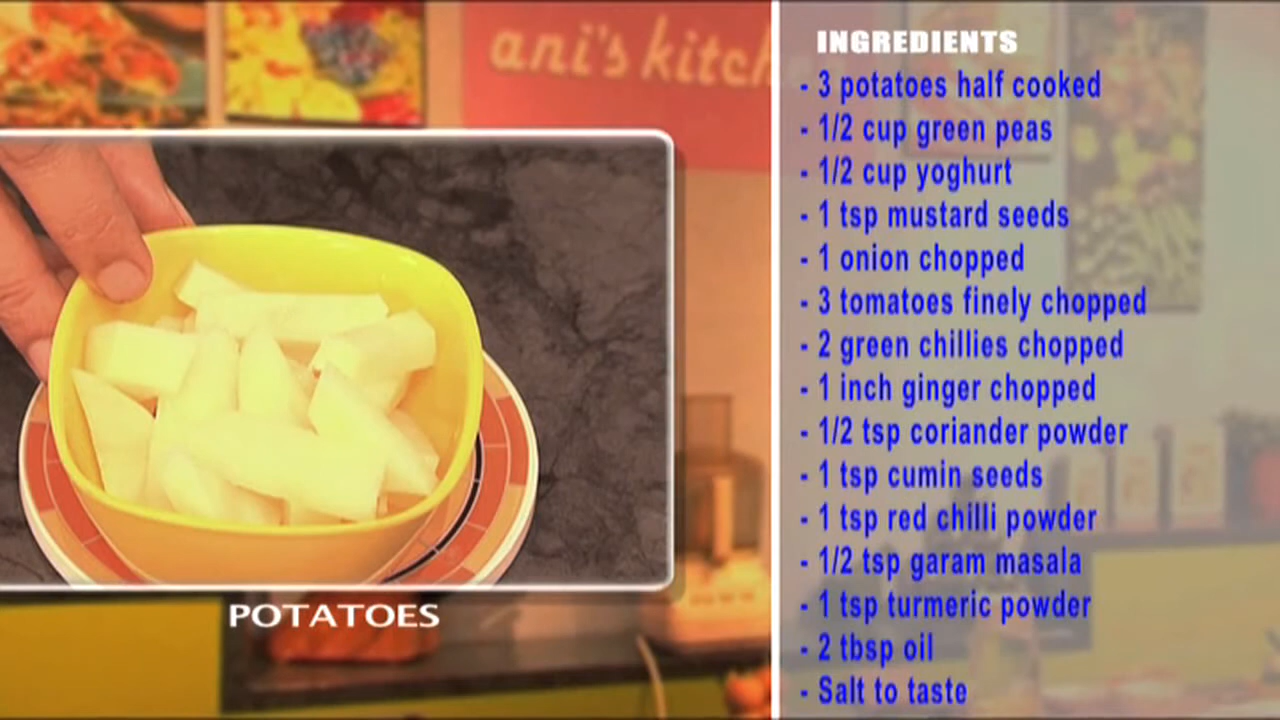 ani's kitchen
INGREDIENTS
- 3 potatoes half cooked
- 1/2 cup green peas
- 1/2 cup yoghurt
- 1 tsp mustard seeds
- 1 onion chopped
- 3 tomatoes finely chopped
- 2 green chillies chopped
- 1 inch ginger chopped
- 1/2 tsp coriander powder
- 1 tsp cumin seeds
- 1 tsp red chilli powder
- 1/2 tsp garam masala
- 1 tsp turmeric powder
- 2 tbsp oil
- Salt to taste
POTATOES